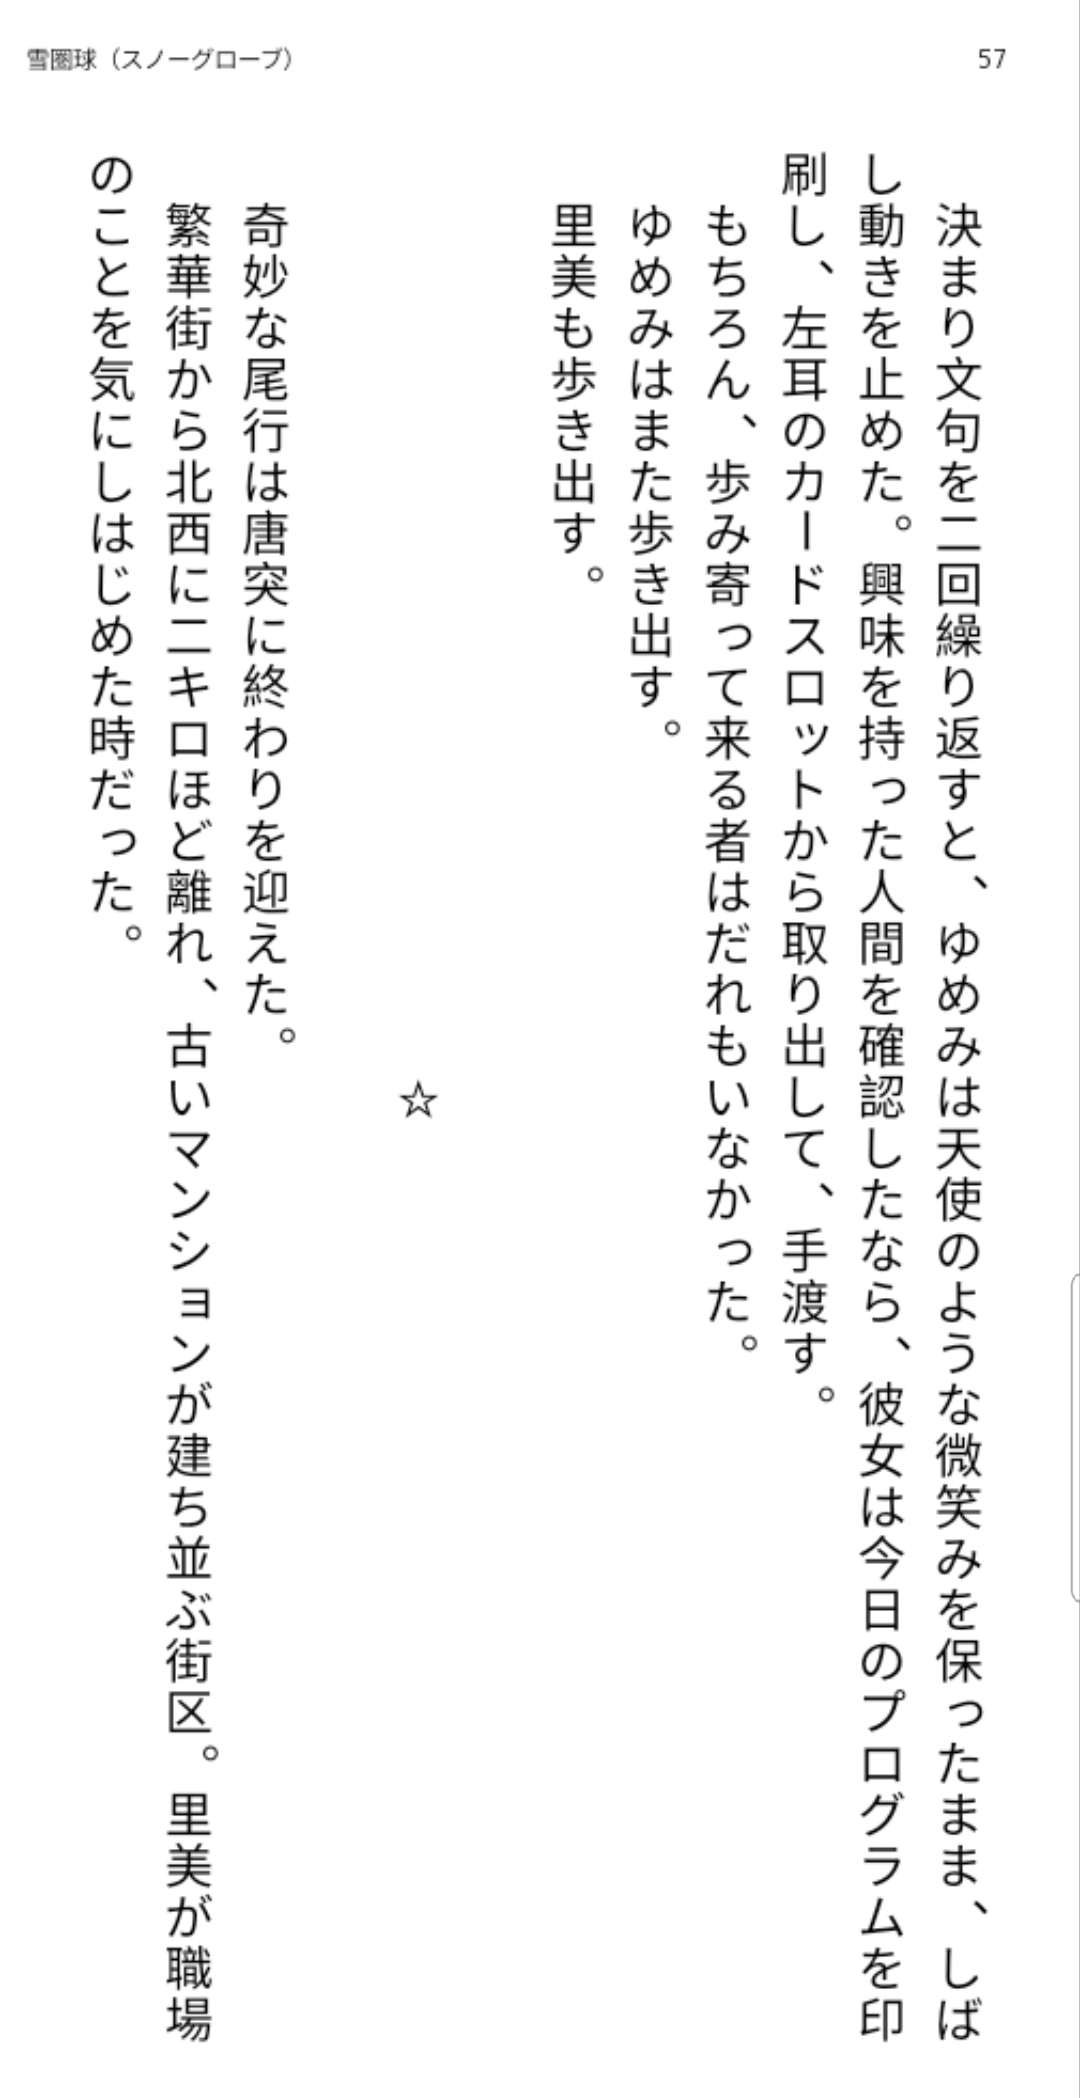 雪圏球（スノーグローブ）
57
決まり文句を二回繰り返すと、ゆめみは天使のような微笑みを保ったまま、しば
し動きを止めた。興味を持った人間を確認したなら、彼女は今日のプログラムを印
刷し、左耳のカードスロットから取り出して、手渡す。
もちろん、歩み寄って来る者はだれもいなかった。
ゆめみはまた歩き出す。
里美も歩き出す。
☆
奇妙な尾行は唐突に終わりを迎えた。
繁華街から北西に二キロほど離れ、古いマンションが建ち並ぶ街区。里美が職場
のことを気にしはじめた時だった。